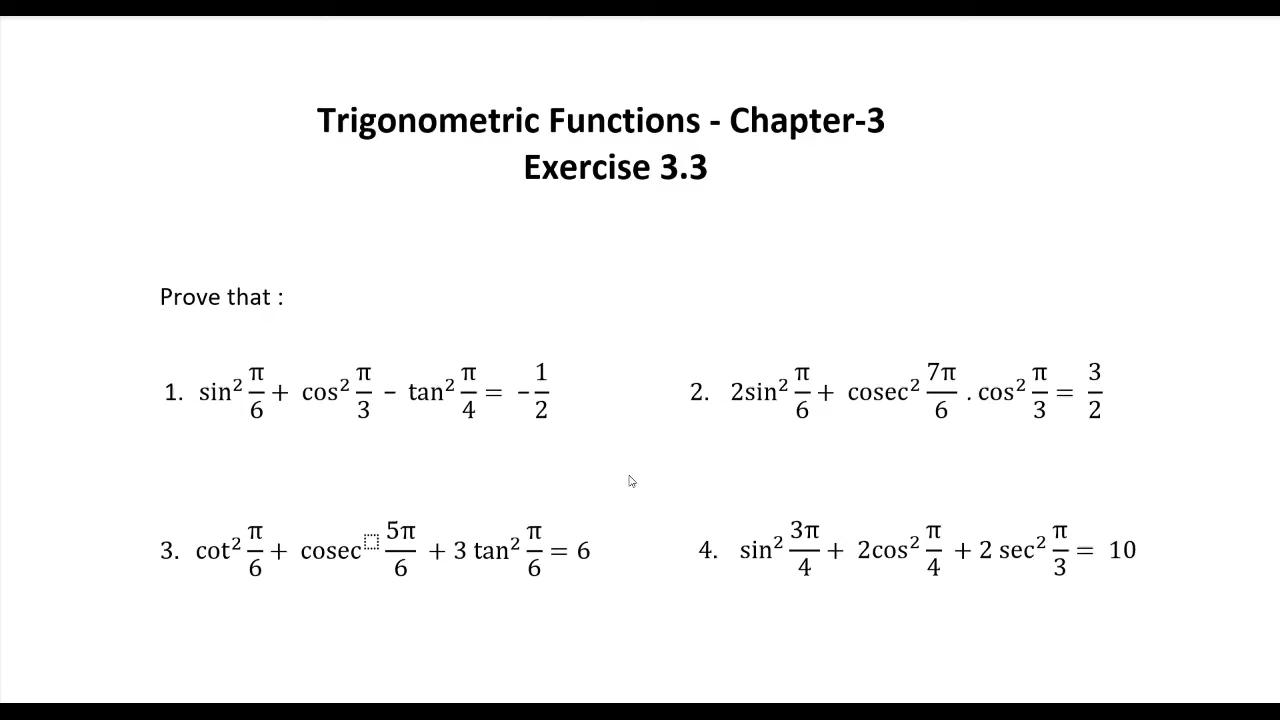 Trigonometric Functions - Chapter-3
Exercise 3.3
Prove that :
1. sin² π/6 + cos² π/3 – tan² π/4 = –1/2
2. 2sin² π/6 + cosec² 7π/6 . cos² π/3 = 3/2
3. cot² π/6 + cosec⬚ 5π/6 + 3 tan² π/6 = 6
4. sin² 3π/4 + 2cos² π/4 + 2 sec² π/3 = 10